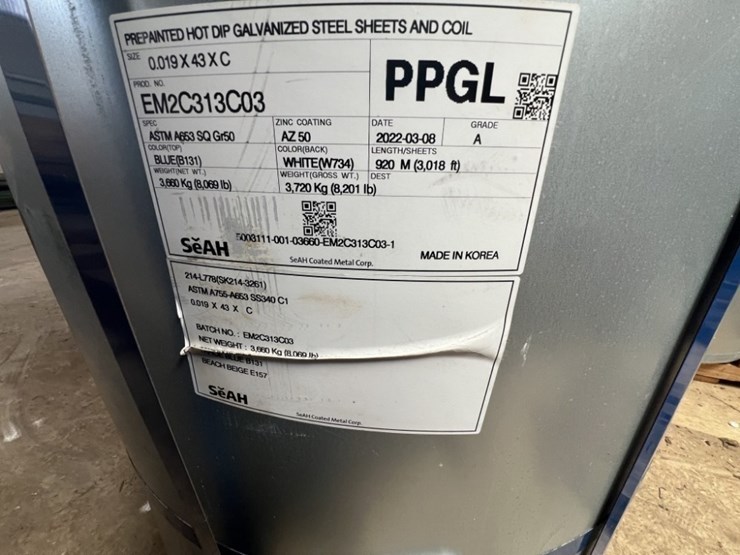 PREPAINTED HOT DIP GALVANIZED STEEL SHEETS AND COIL
SIZE 0.019 X 43 X C
PPGL
PROD. NO.
EM2C313C03
SPEC ZINC COATING DATE GRADE
ASTM A653 SQ Gr50 AZ 50 2022-03-08 A
COLOR(TOP) COLOR(BACK) LENGTH/SHEETS
BLUE(B131) WHITE(W734) 920 M (3,018 ft)
WEIGHT(NET WT.) WEIGHT(GROSS WT.) DEST
3,660 Kg (8,069 lb) 3,720 Kg (8,201 lb)
SeAH 5003111-001-03660-EM2C313C03-1 MADE IN KOREA
SeAH Coated Metal Corp.
214-L778(SK214-3261)
ASTM A755-A653 SS340 C1
0.019 X 43 X C
BATCH NO. : EM2C313C03
NET WEIGHT : 3,660 Kg (8,069 lb)
B131
BEACH BEIGE E157
SeAH
SeAH Coated Metal Corp.